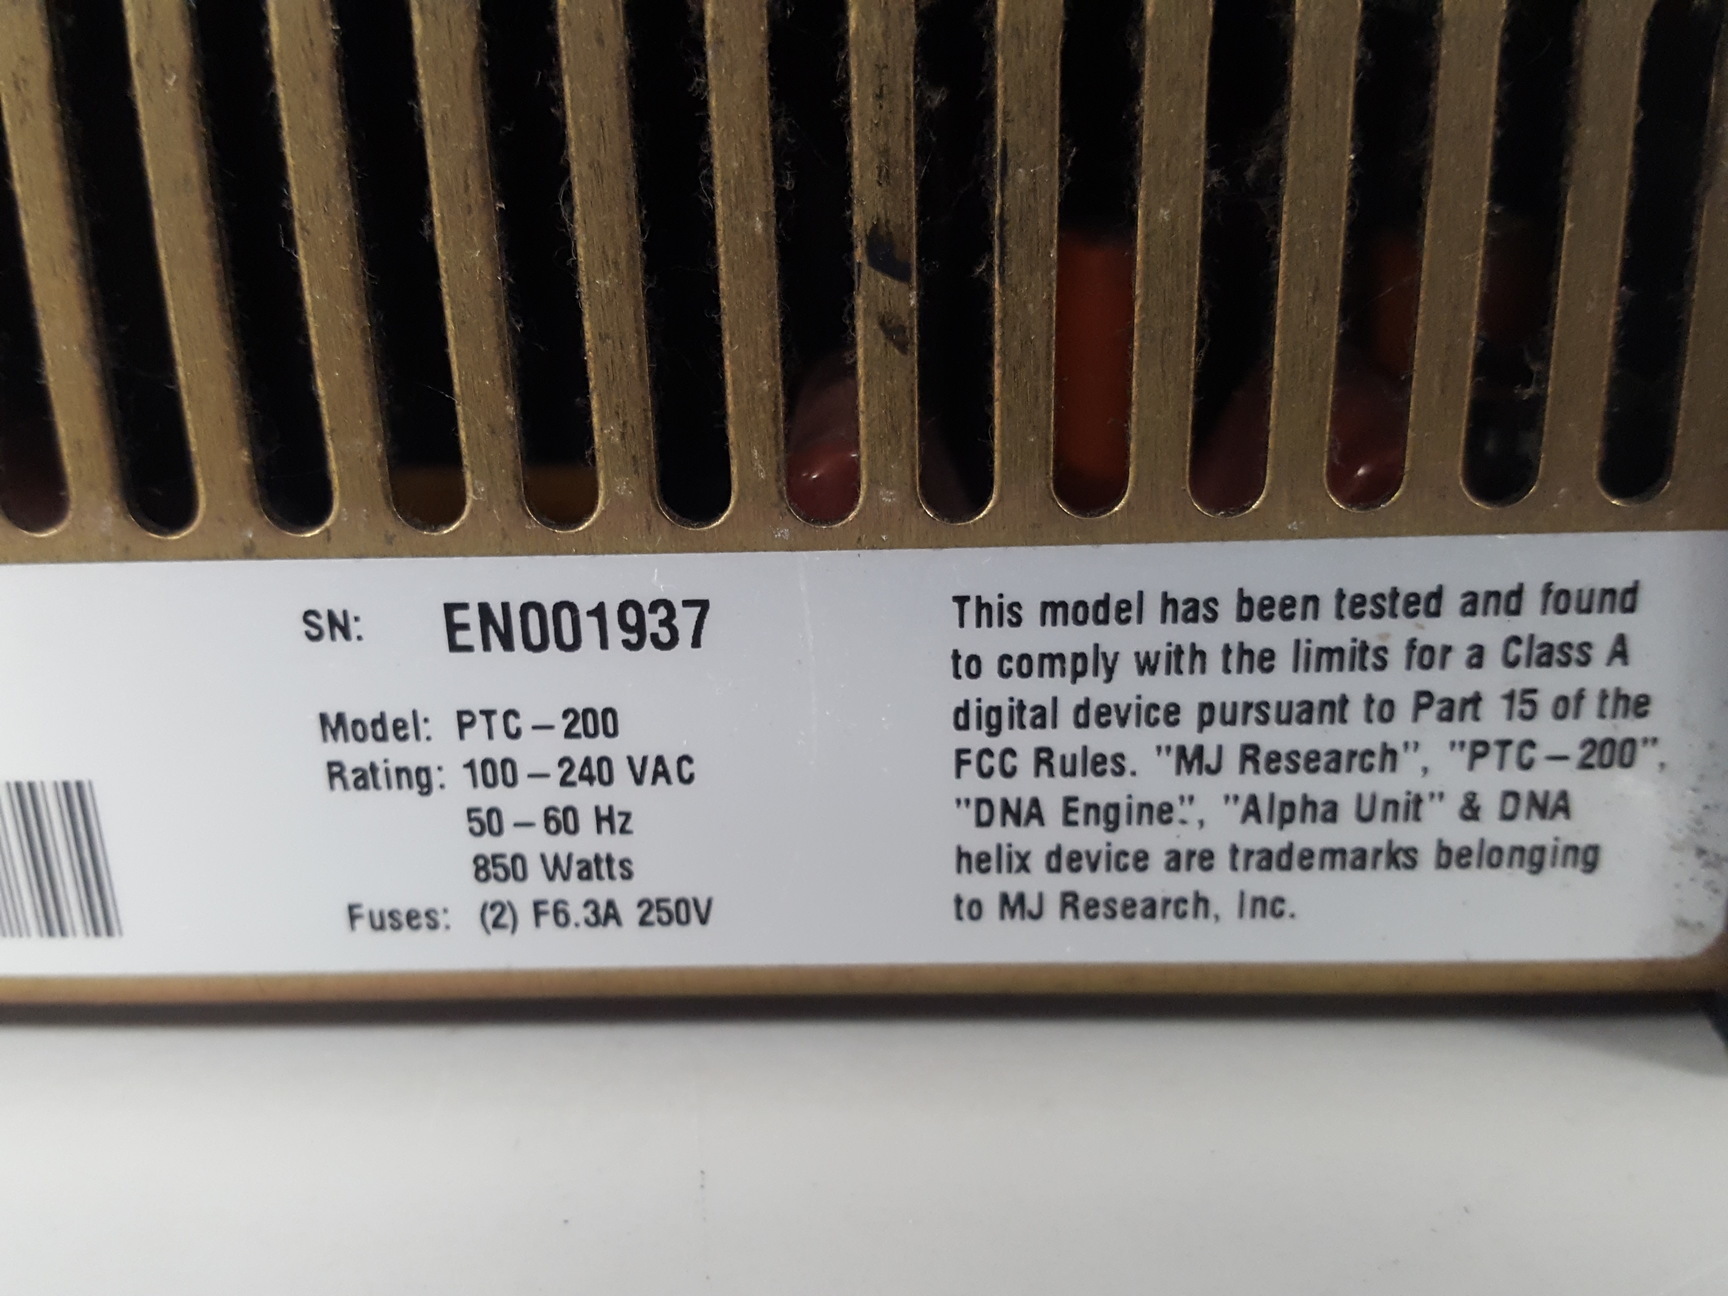 SN: EN001937
Model: PTC-200
Rating: 100-240 VAC
50-60 Hz
850 Watts
Fuses: (2) F6.3A 250V
This model has been tested and found
to comply with the limits for a Class A
digital device pursuant to Part 15 of the
FCC Rules. "MJ Research", "PTC-200",
"DNA Engine.", "Alpha Unit" & DNA
helix device are trademarks belonging
to MJ Research, Inc.